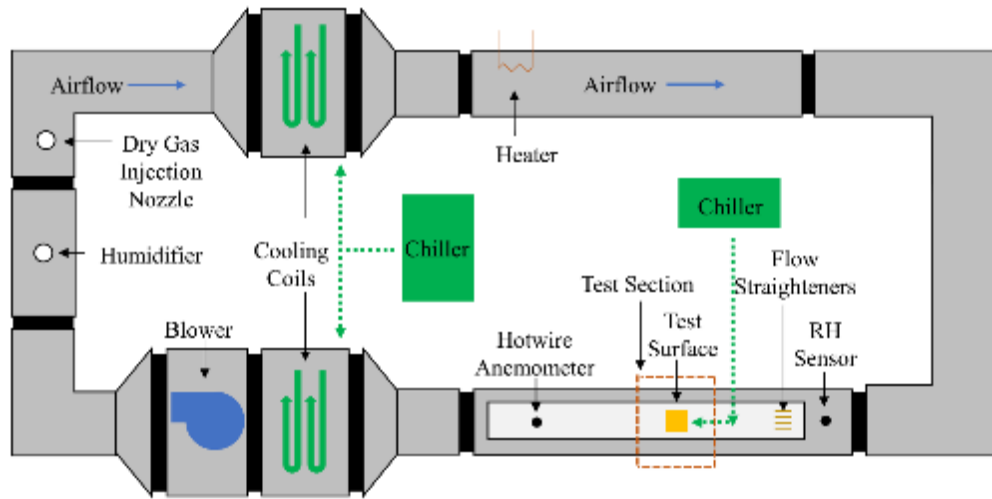 Airflow
Airflow
Dry Gas
Injection
Nozzle
Heater
Humidifier
Cooling
Coils
Chiller
Chiller
Flow
Straighteners
Test Section
Test
Surface
RH
Sensor
Blower
Hotwire
Anemometer